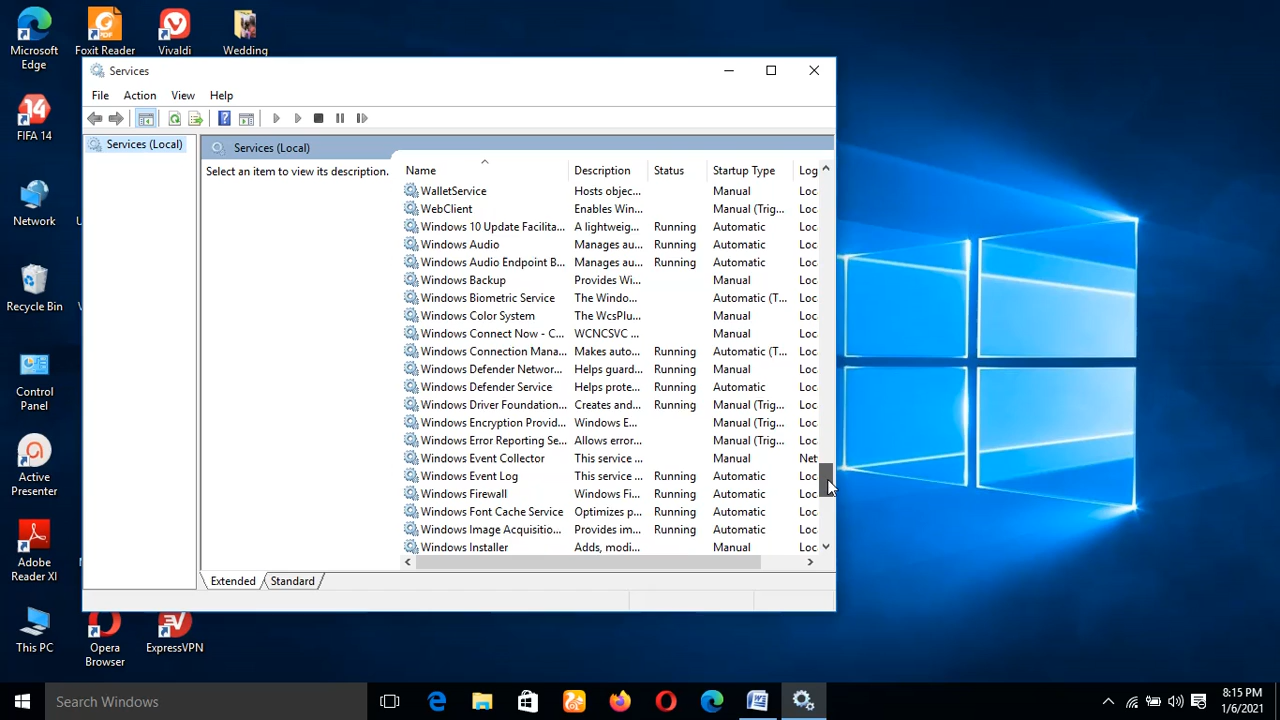 Microsoft Edge
Foxit Reader
Vivaldi
Wedding
FIFA 14
Network
Recycle Bin
Control Panel
Active Presenter
Adobe Reader XI
This PC
Opera Browser
ExpressVPN
Services
File Action View Help
Services (Local)
Services (Local)
Select an item to view its description.
Name Description Status Startup Type Log
WalletService Hosts objec... Manual Loc
WebClient Enables Win... Manual (Trig... Loc
Windows 10 Update Facilita... A lightweig... Running Automatic Loc
Windows Audio Manages au... Running Automatic Loc
Windows Audio Endpoint B... Manages au... Running Automatic Loc
Windows Backup Provides Wi... Manual Loc
Windows Biometric Service The Windo... Automatic (T... Loc
Windows Color System The WcsPlu... Manual Loc
Windows Connect Now - C... WCNCSVC ... Manual Loc
Windows Connection Mana... Makes auto... Running Automatic (T... Loc
Windows Defender Networ... Helps guard... Running Manual Loc
Windows Defender Service Helps prote... Running Automatic Loc
Windows Driver Foundation... Creates and... Running Manual (Trig... Loc
Windows Encryption Provid... Windows E... Manual (Trig... Loc
Windows Error Reporting Se... Allows error... Manual (Trig... Loc
Windows Event Collector This service ... Manual Net
Windows Event Log This service ... Running Automatic Loc
Windows Firewall Windows Fi... Running Automatic Loc
Windows Font Cache Service Optimizes p... Running Automatic Loc
Windows Image Acquisitio... Provides im... Running Automatic Loc
Windows Installer Adds, modi... Manual Loc
Extended Standard
Search Windows
8:15 PM
1/6/2021